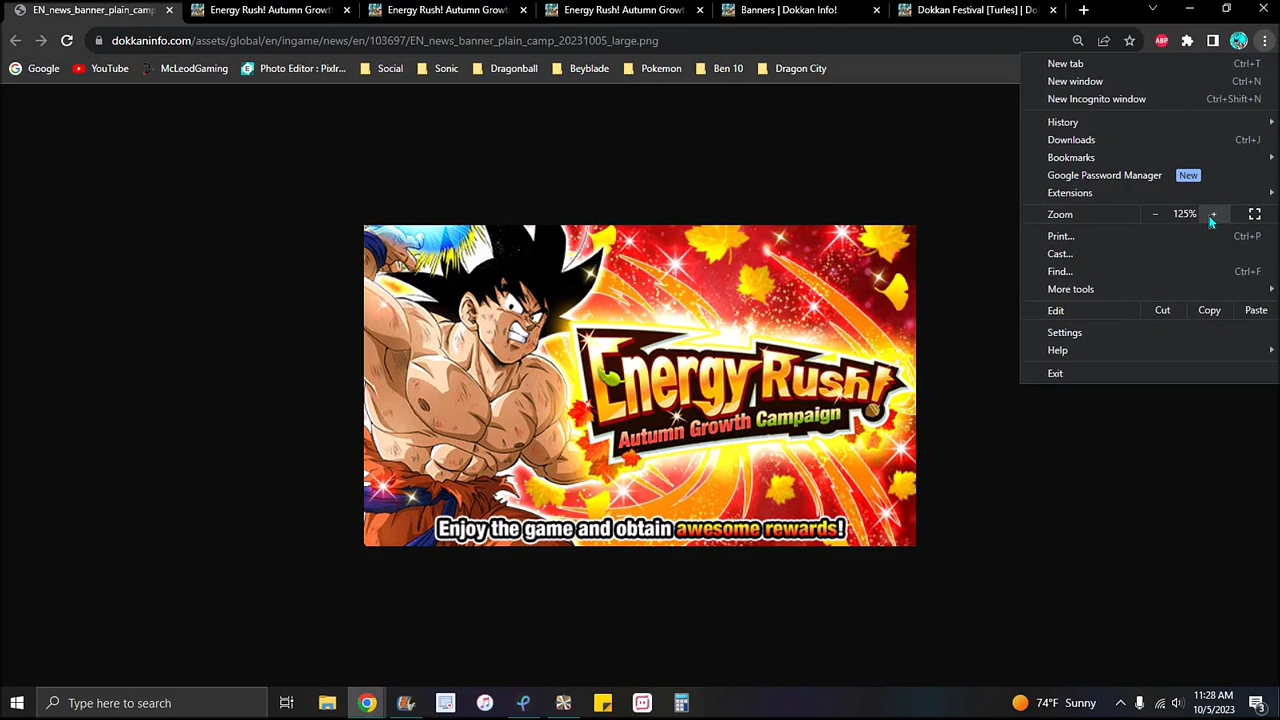 EN_news_banner_plain_camp
Energy Rush! Autumn Growt
Energy Rush! Autumn Growt
Energy Rush! Autumn Growt
Banners | Dokkan Info!
Dokkan Festival [Turles] | Do
dokkaninfo.com/assets/global/en/ingame/news/en/103697/EN_news_banner_plain_camp_20231005_large.png
ABP
Google YouTube McLeodGaming Photo Editor : Pixlr... Social Sonic Dragonball Beyblade Pokemon Ben 10 Dragon City
New tab Ctrl+T
New window Ctrl+N
New Incognito window Ctrl+Shift+N
History
Downloads Ctrl+J
Bookmarks
Google Password Manager New
Extensions
Zoom − 125% +
Print... Ctrl+P
Cast...
Find... Ctrl+F
More tools
Edit Cut Copy Paste
Settings
Help
Exit
Energy Rush!
Autumn Growth Campaign
Enjoy the game and obtain awesome rewards!
Type here to search
74°F Sunny
11:28 AM
10/5/2023
3